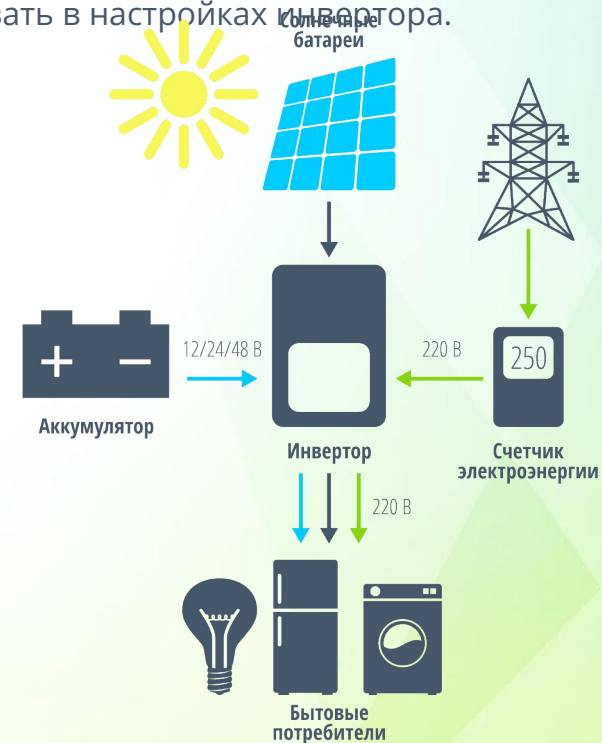 вать в настройках инвертора.
Солнечные
батареи
12/24/48 В
220 В
250
Аккумулятор
Инвертор
Счетчик
электроэнергии
220 В
Бытовые
потребители